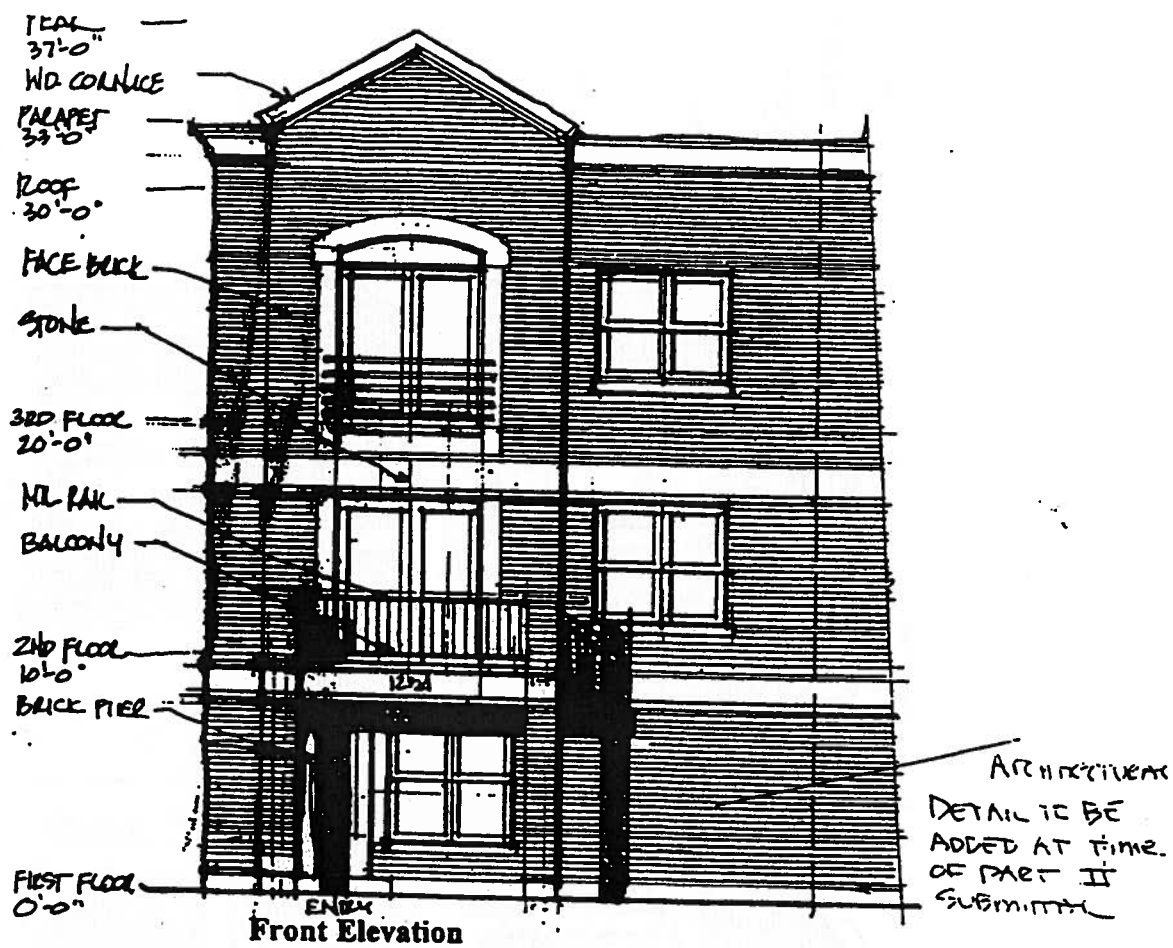 PEAK
37'-0"
WD. CORNICE
PARAPET
33'-0"
ROOF
30'-0"
FACE BRICK
STONE
3RD FLOOR
20'-0"
MTL RAIL
BALCONY
2ND FLOOR
10'-0"
1221
BRICK PIER
ARCHITECTURAL
DETAIL TO BE
ADDED AT TIME
OF PART II
SUBMITTAL
FIRST FLOOR
0'-0"
ENTRY
Front Elevation